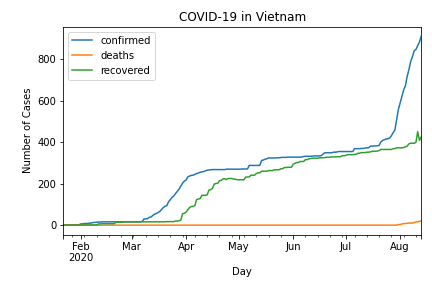 COVID-19 in Vietnam
confirmed
deaths
recovered
Number of Cases
800
600
400
200
0
Feb
2020
Mar
Apr
May
Jun
Jul
Aug
Day